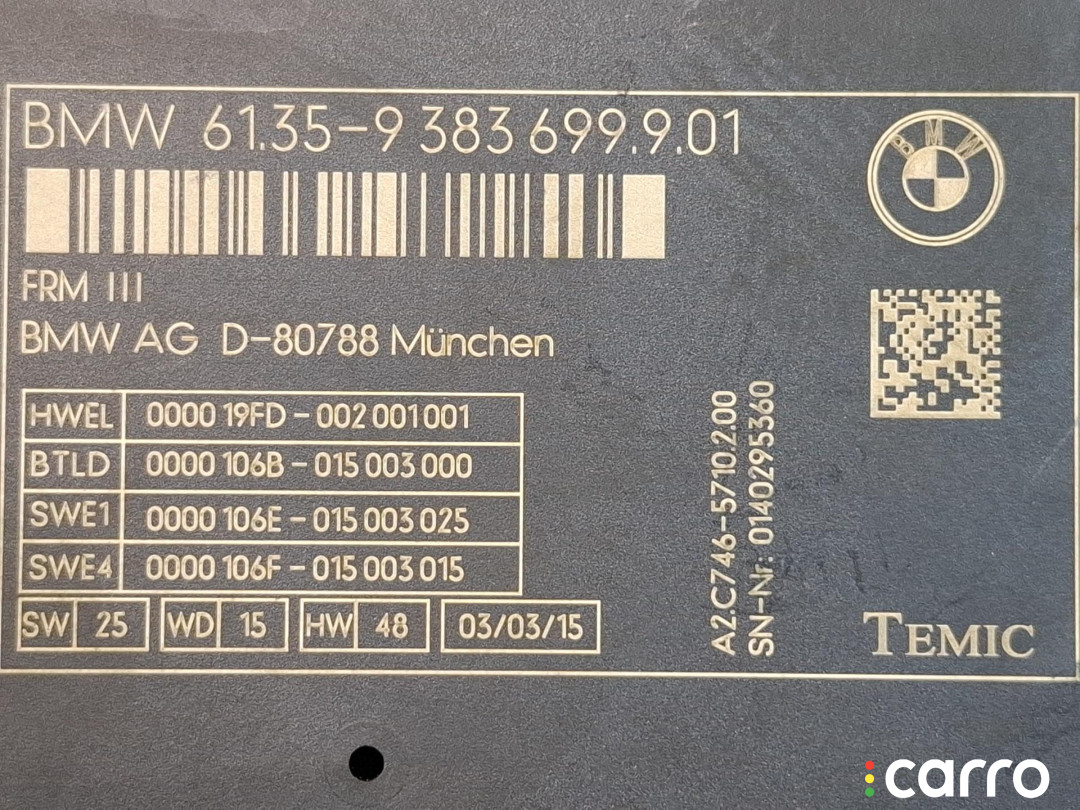 BMW 61.35-9 383 699.9.01
BMW
FRM III
BMW AG D-80788 München
HWEL 0000 19FD - 002 001 001
BTLD 0000 106B - 015 003 000
SWE1 0000 106E - 015 003 025
SWE4 0000 106F - 015 003 015
SW 25 WD 15 HW 48 03/03/15
A2.C746-5710.2.00
SN-Nr: 0140295360
TEMIC
carro